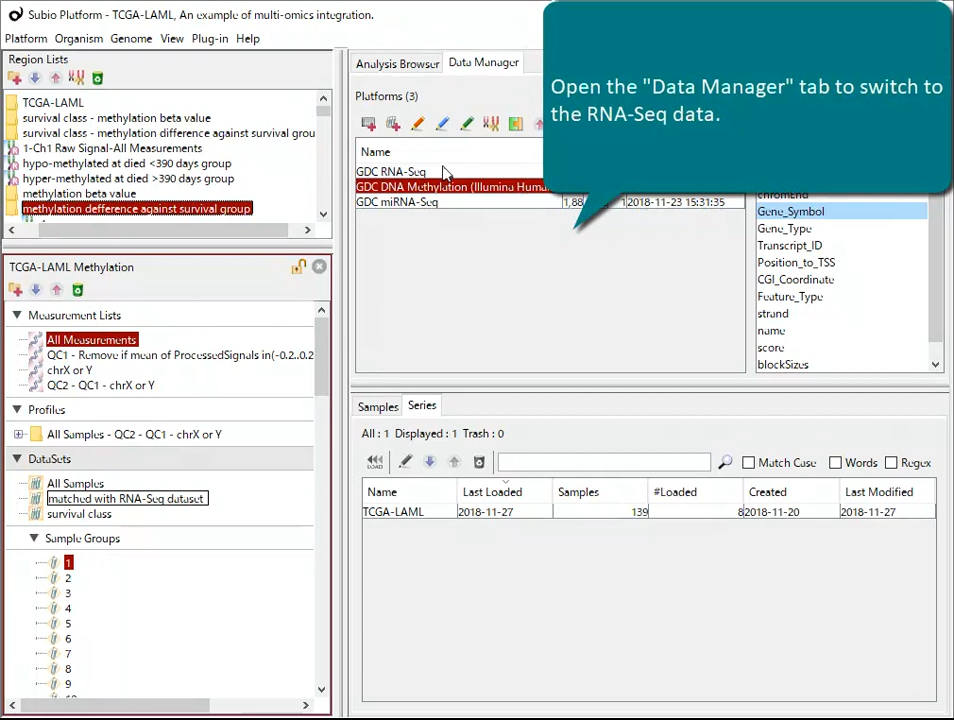 Subio Platform - TCGA-LAML, An example of multi-omics integration.
Platform Organism Genome View Plug-in Help
Region Lists
TCGA-LAML
survival class - methylation beta value
survival class - methylation difference against survival grou
1-Ch1 Raw Signal-All Measurements
hypo-methylated at died <390 days group
hyper-methylated at died >390 days group
methylation beta value
methylation defference against survival group
TCGA-LAML Methylation
Measurement Lists
All Measurements
QC1 - Remove if mean of ProcessedSignals in(-0.2..0.2
chrX or Y
QC2 - QC1 - chrX or Y
Profiles
All Samples - QC2 - QC1 - chrX or Y
DataSets
All Samples
matched with RNA-Seq dataset
survival class
Sample Groups
1
2
3
4
5
6
7
8
9
Analysis Browser Data Manager
Platforms (3)
Name
GDC RNA-Seq
GDC DNA Methylation (Illumina Huma
GDC miRNA-Seq 1,88 1 2018-11-23 15:31:35
Open the "Data Manager" tab to switch to
the RNA-Seq data.
chromEnd
Gene_Symbol
Gene_Type
Transcript_ID
Position_to_TSS
CGI_Coordinate
Feature_Type
strand
name
score
blockSizes
Samples Series
All : 1 Displayed : 1 Trash : 0
LOAD Match Case Words Regex
Name Last Loaded Samples #Loaded Created Last Modified
TCGA-LAML 2018-11-27 139 8 2018-11-20 2018-11-27